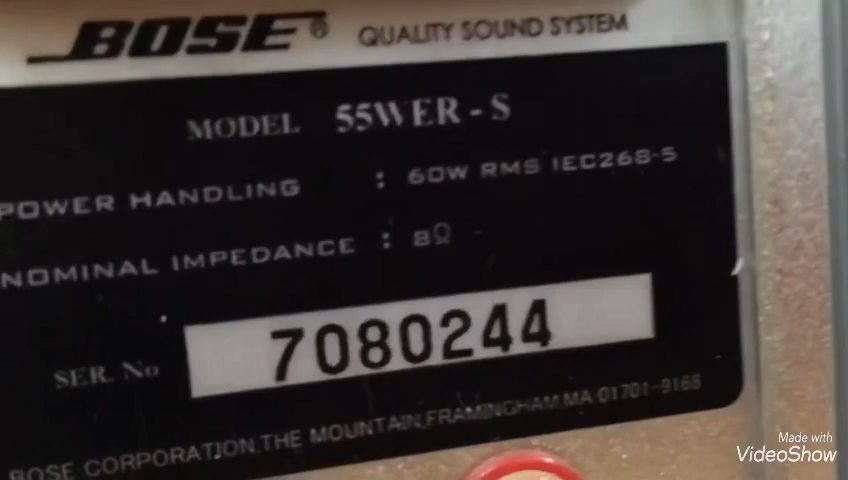 BOSE® QUALITY SOUND SYSTEM
MODEL 55WER-S
POWER HANDLING : 60W RMS IEC268-5
NOMINAL IMPEDANCE : 8Ω
SER. No 7080244
BOSE CORPORATION.THE MOUNTAIN,FRAMINGHAM,MA 01701-9168
Made with
VideoShow